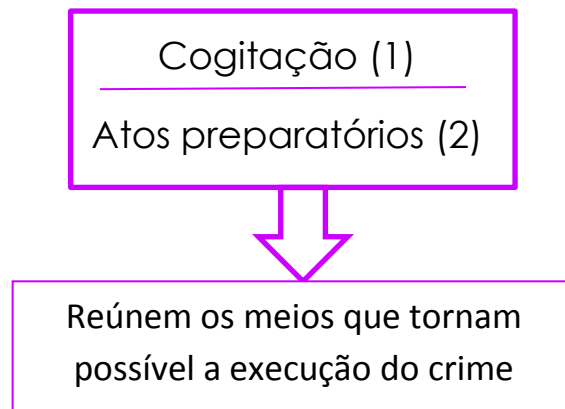 Cogitação (1)
Atos preparatórios (2)
Reúnem os meios que tornam
possível a execução do crime